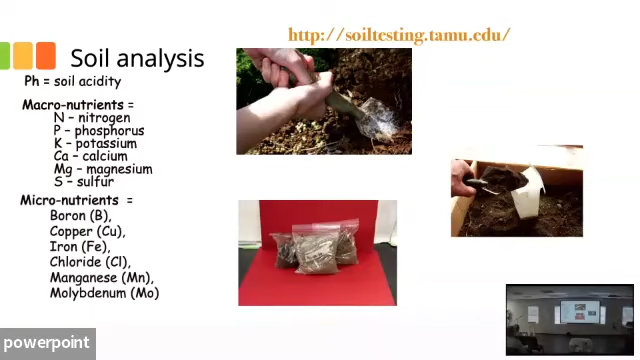 http://soiltesting.tamu.edu/
Soil analysis
Ph = soil acidity
Macro-nutrients =
N – nitrogen
P – phosphorus
K – potassium
Ca – calcium
Mg – magnesium
S – sulfur
Micro-nutrients =
Boron (B),
Copper (Cu),
Iron (Fe),
Chloride (Cl),
Manganese (Mn),
Molybdenum (Mo)
powerpoint